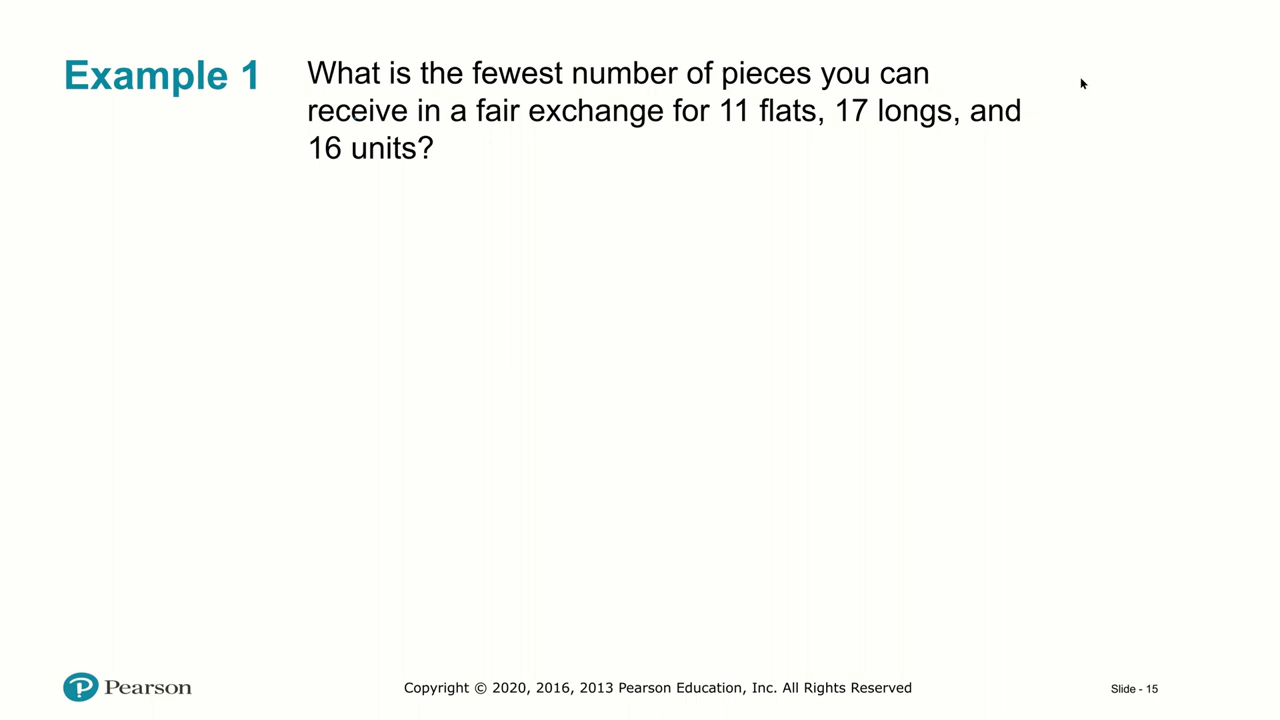 Example 1
What is the fewest number of pieces you can
receive in a fair exchange for 11 flats, 17 longs, and
16 units?
Pearson
Copyright © 2020, 2016, 2013 Pearson Education, Inc. All Rights Reserved
Slide - 15